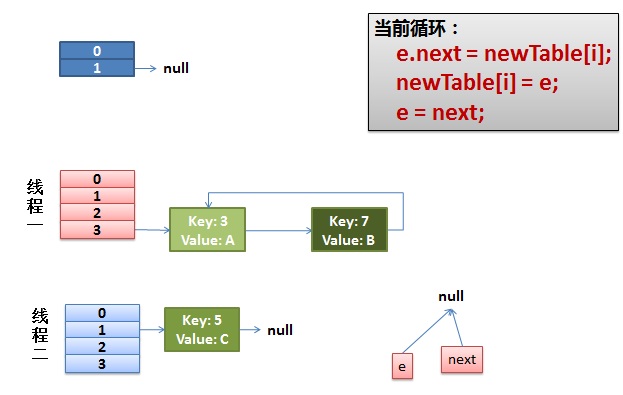 当前循环：
e.next = newTable[i];
newTable[i] = e;
e = next;
0
1
null
线程一
0
1
2
3
Key: 3
Value: A
Key: 7
Value: B
线程二
0
1
2
3
Key: 5
Value: C
null
null
e
next